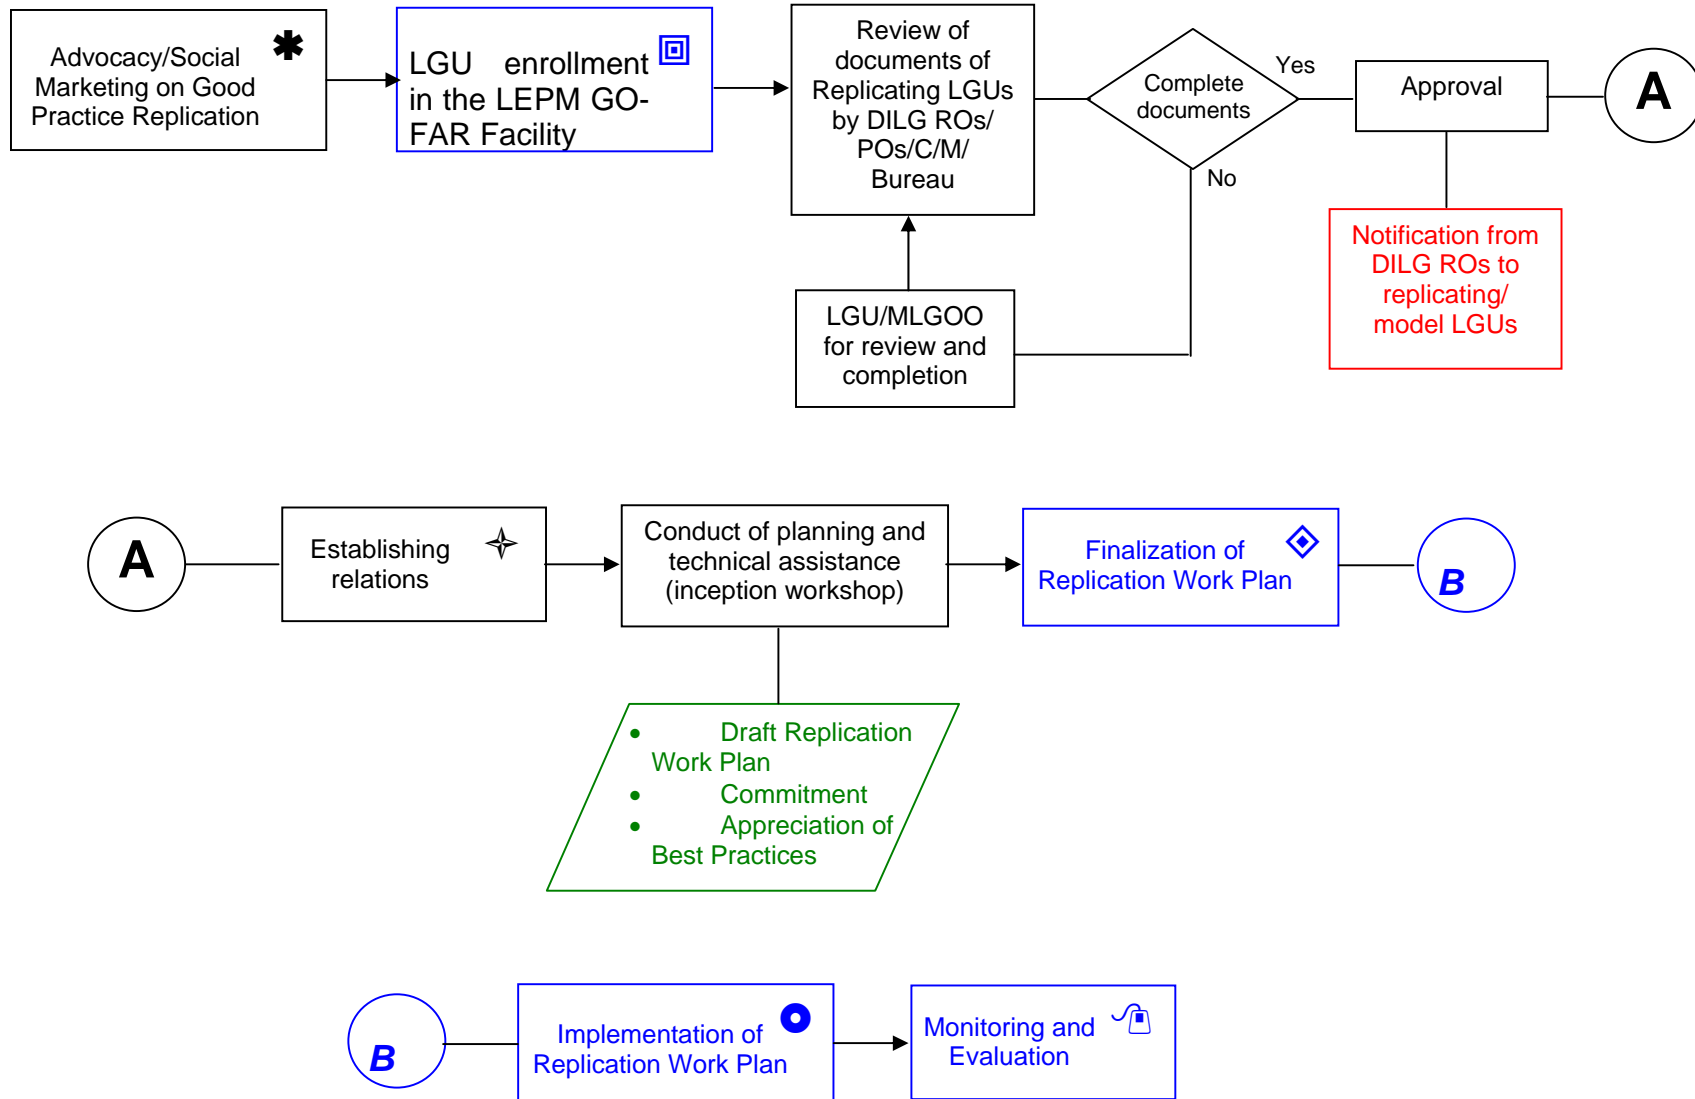 Advocacy/Social
Marketing on Good
Practice Replication
LGU enrollment
in the LEPM GO-
FAR Facility
Review of
documents of
Replicating LGUs
by DILG ROs/
POs/C/M/
Bureau
Complete
documents
Yes
No
Approval
A
Notification from
DILG ROs to
replicating/
model LGUs
LGU/MLGOO
for review and
completion
A
Establishing
relations
Conduct of planning and
technical assistance
(inception workshop)
Finalization of
Replication Work Plan
B
• Draft Replication
Work Plan
• Commitment
• Appreciation of
Best Practices
B
Implementation of
Replication Work Plan
Monitoring and
Evaluation